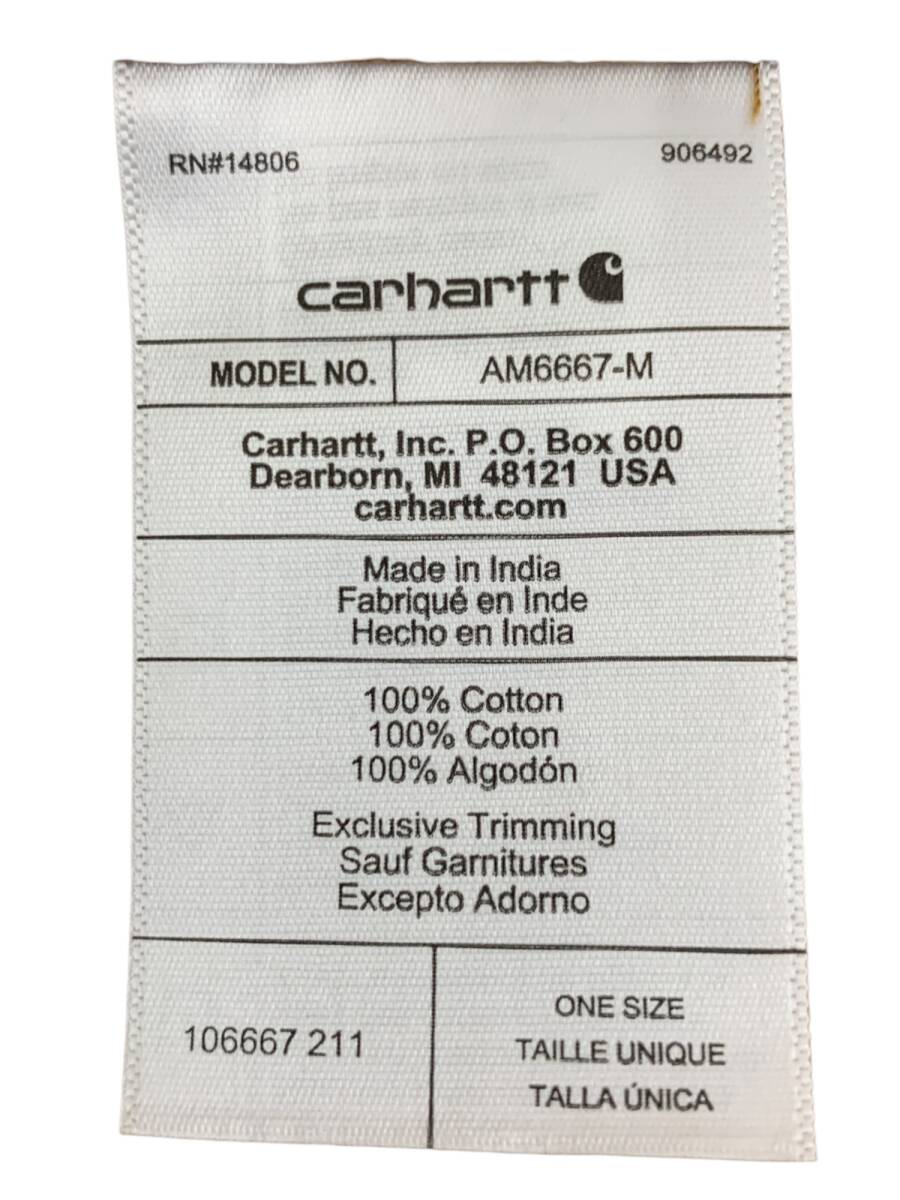 RN#14806 906492
carhartt
MODEL NO. AM6667-M
Carhartt, Inc. P.O. Box 600
Dearborn, MI 48121 USA
carhartt.com
Made in India
Fabriqué en Inde
Hecho en India
100% Cotton
100% Coton
100% Algodón
Exclusive Trimming
Sauf Garnitures
Excepto Adorno
106667 211
ONE SIZE
TAILLE UNIQUE
TALLA ÚNICA